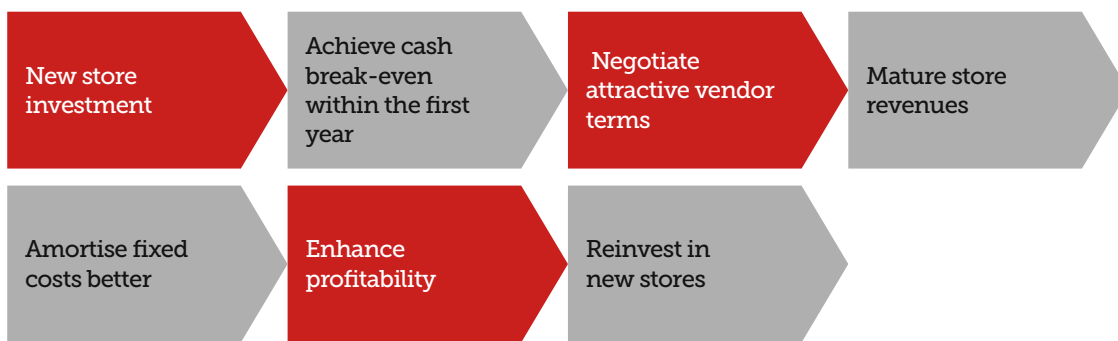 New store
investment
Achieve cash
break-even
within the first
year
Negotiate
attractive vendor
terms
Mature store
revenues
Amortise fixed
costs better
Enhance
profitability
Reinvest in
new stores